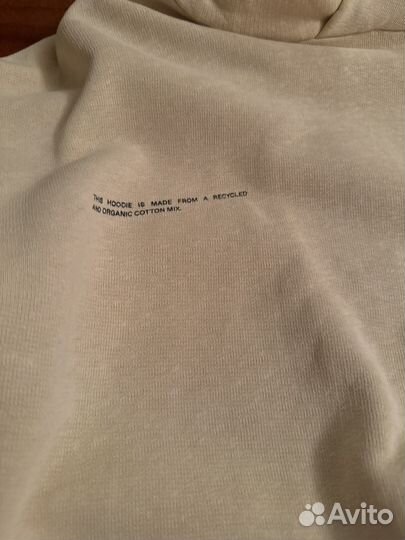 THIS HOODIE IS MADE FROM A RECYCLED
AND ORGANIC COTTON MIX.
Avito